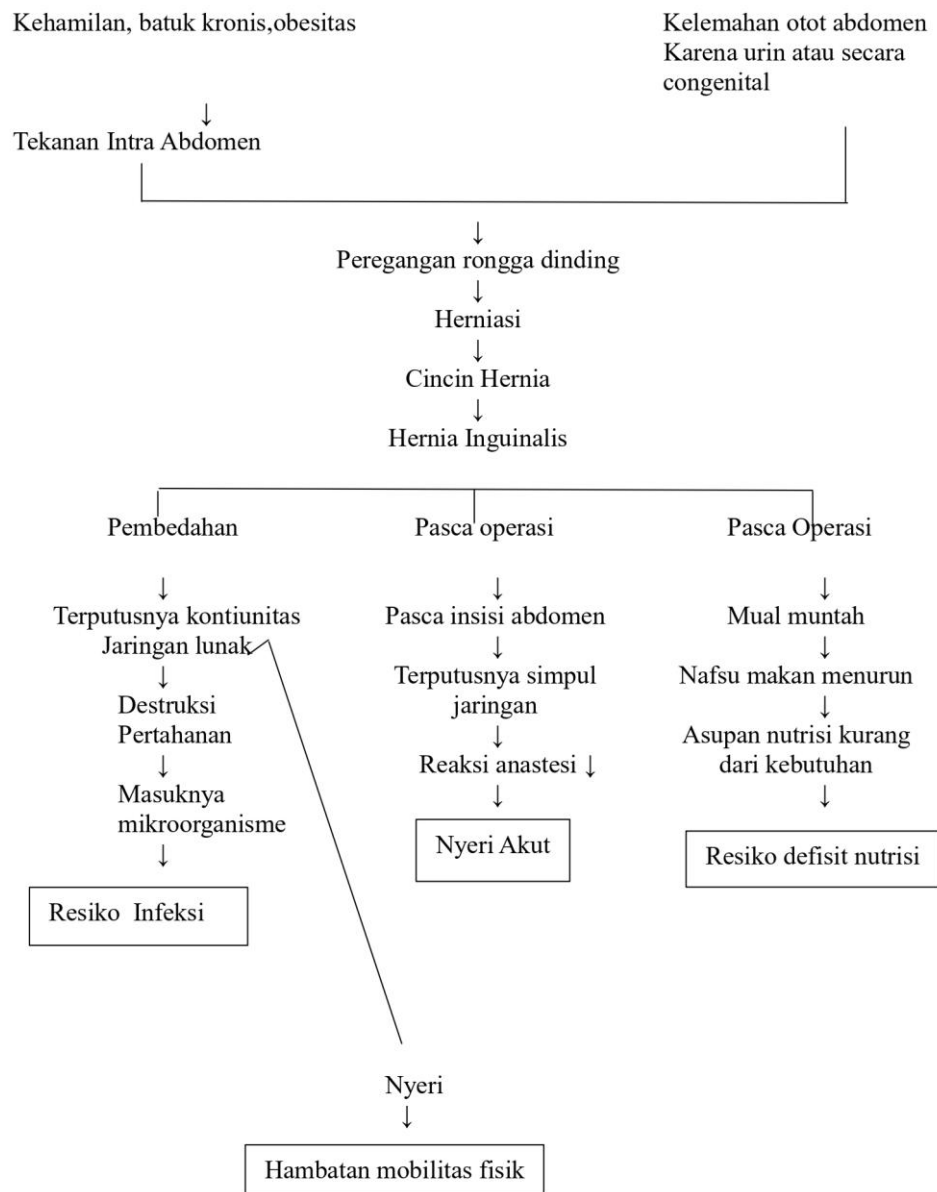 Kehamilan, batuk kronis,obesitas
Kelemahan otot abdomen
Karena urin atau secara
congenital
↓
Tekanan Intra Abdomen
↓
Peregangan rongga dinding
↓
Herniasi
↓
Cincin Hernia
↓
Hernia Inguinalis
Pembedahan
↓
Terputusnya kontiunitas
Jaringan lunak
↓
Destruksi
Pertahanan
↓
Masuknya
mikroorganisme
↓
Resiko Infeksi
Pasca operasi
↓
Pasca insisi abdomen
↓
Terputusnya simpul
jaringan
↓
Reaksi anastesi ↓
↓
Nyeri Akut
Pasca Operasi
↓
Mual muntah
↓
Nafsu makan menurun
↓
Asupan nutrisi kurang
dari kebutuhan
↓
Resiko defisit nutrisi
Nyeri
↓
Hambatan mobilitas fisik